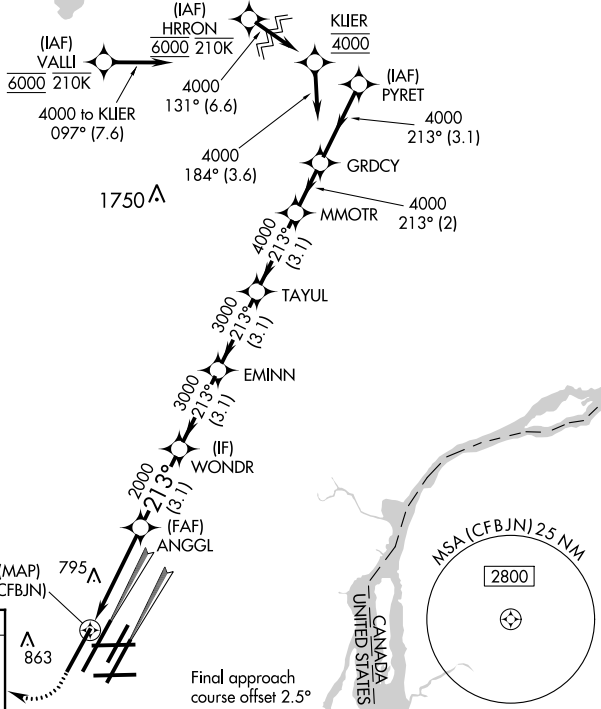 (IAF)
HRRON
6000 210K
KLIER
4000
(IAF)
VALLI
6000 210K
4000 to KLIER
097° (7.6)
4000
131° (6.6)
(IAF)
PYRET
4000
213° (3.1)
4000
184° (3.6)
GRDCY
4000
213° (2)
1750
MMOTR
4000
213°
(3.1)
TAYUL
3000
213°
(3.1)
EMINN
3000
213°
(3.1)
(IF)
WONDR
2000
213°
(3.1)
(FAF)
ANGGL
(MAP)
CFBJN)
795
863
Final approach
course offset 2.5°
CANADA
UNITED STATES
MSA (CFBJN) 25 NM
2800